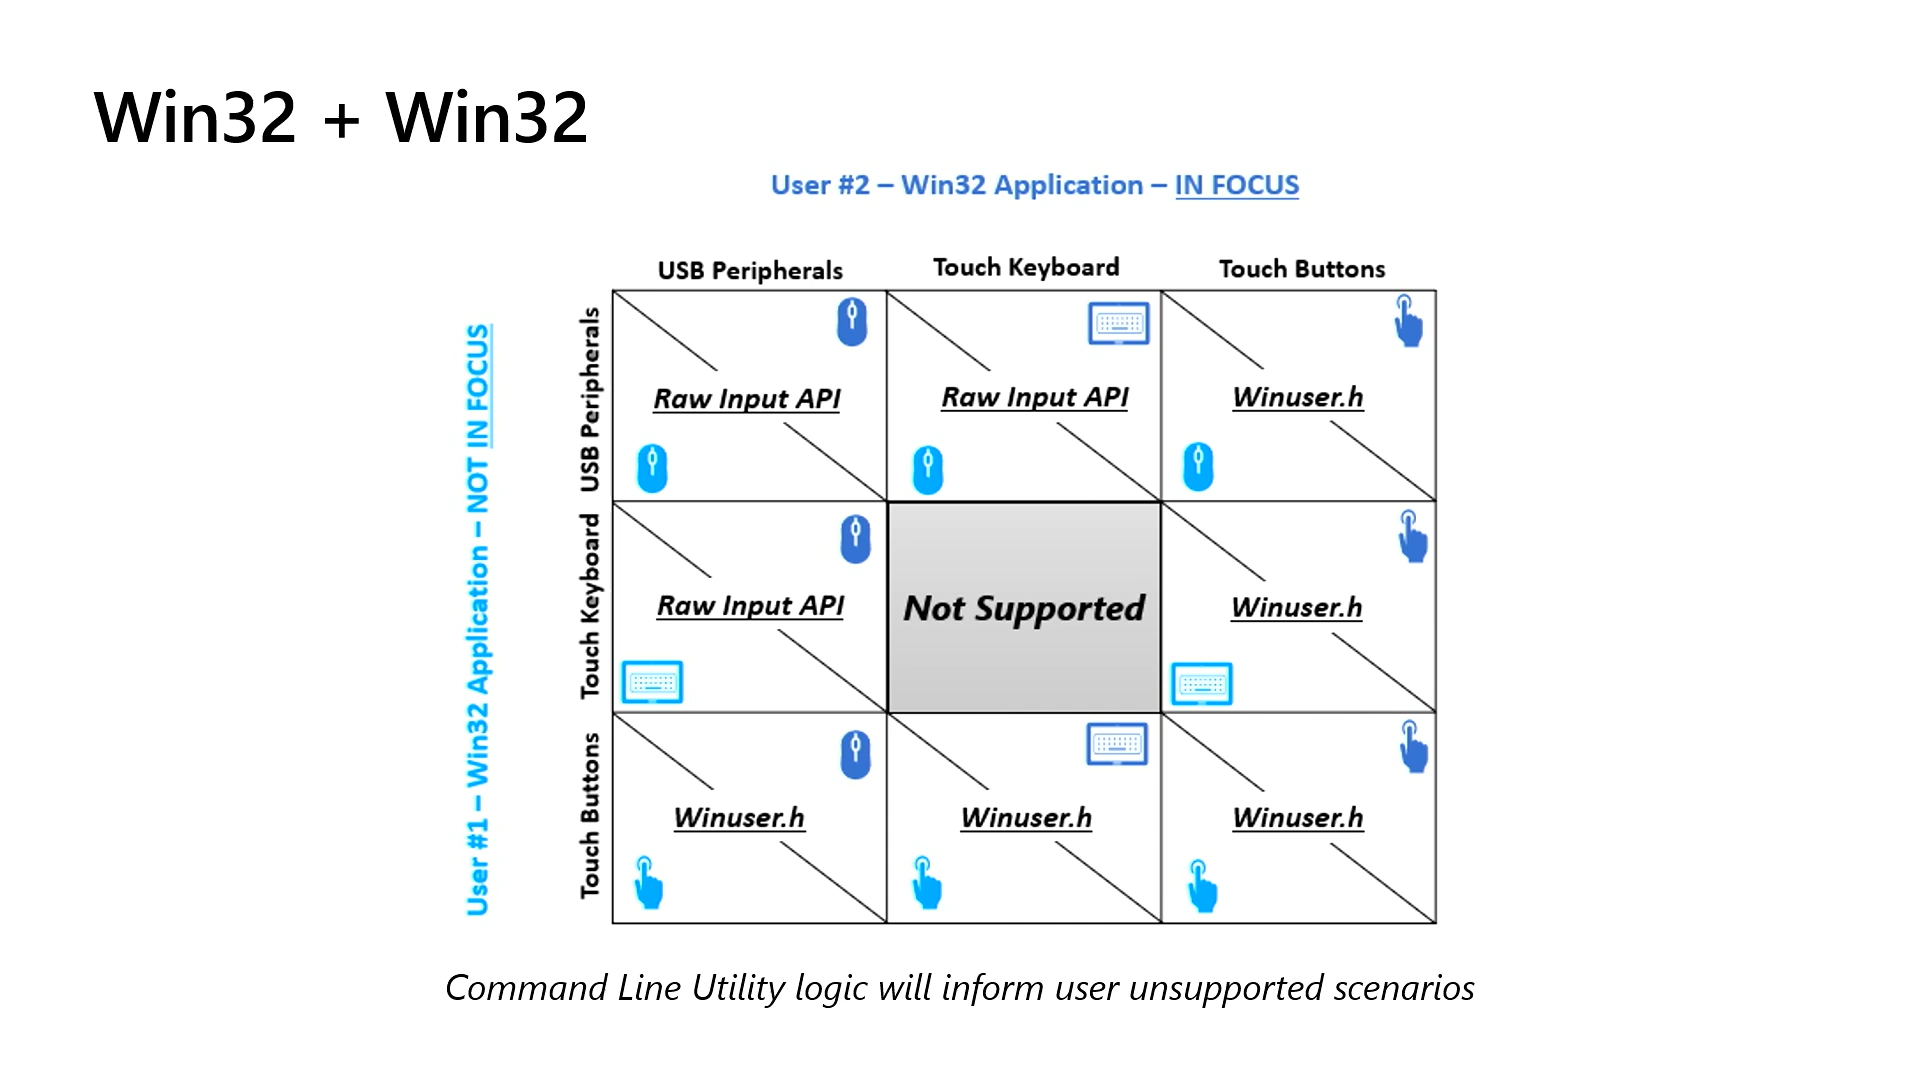 Win32 + Win32
User #2 – Win32 Application – IN FOCUS
USB Peripherals
Touch Keyboard
Touch Buttons
User #1 – Win32 Application – NOT IN FOCUS
USB Peripherals
Raw Input API
Raw Input API
Winuser.h
Touch Keyboard
Raw Input API
Not Supported
Winuser.h
Touch Buttons
Winuser.h
Winuser.h
Winuser.h
Command Line Utility logic will inform user unsupported scenarios